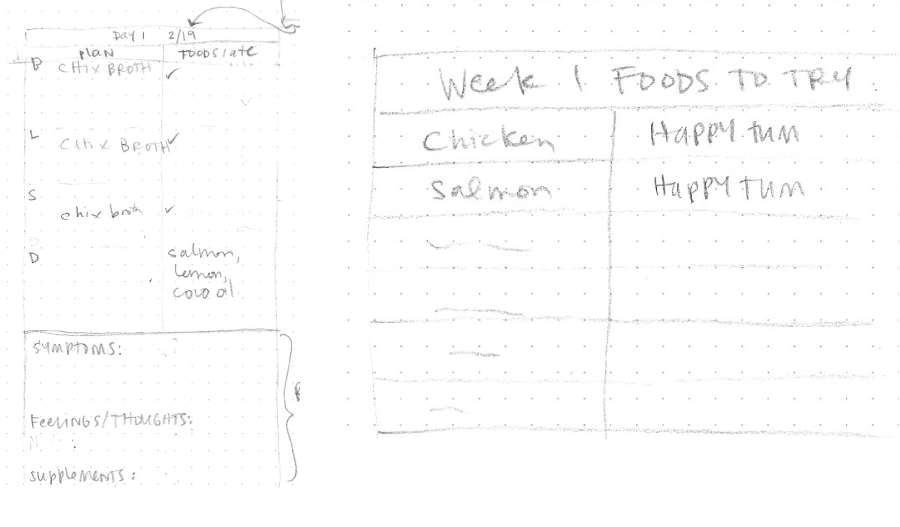 Day 1 2/19
Plan Foods I ate
B CHIX BROTH ✓
L CHIX BROTH ✓
S chix broth ✓
D salmon,
lemon,
coco oil
SYMPTOMS:
FEELINGS/THOUGHTS:
supplements:
Week 1 FOODS TO TRY
Chicken Happy tum
Salmon Happy tum